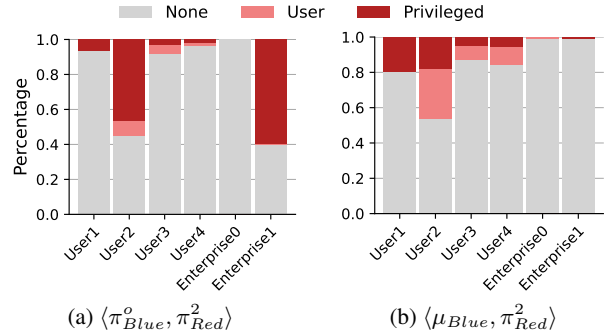 None User Privileged
Percentage
1.0
0.8
0.6
0.4
0.2
0.0
User1 User2 User3 User4 Enterprise0 Enterprise1
1.0
0.8
0.6
0.4
0.2
0.0
User1 User2 User3 User4 Enterprise0 Enterprise1
(a) ⟨π^o_{Blue}, π^2_{Red}⟩
(b) ⟨μ_{Blue}, π^2_{Red}⟩